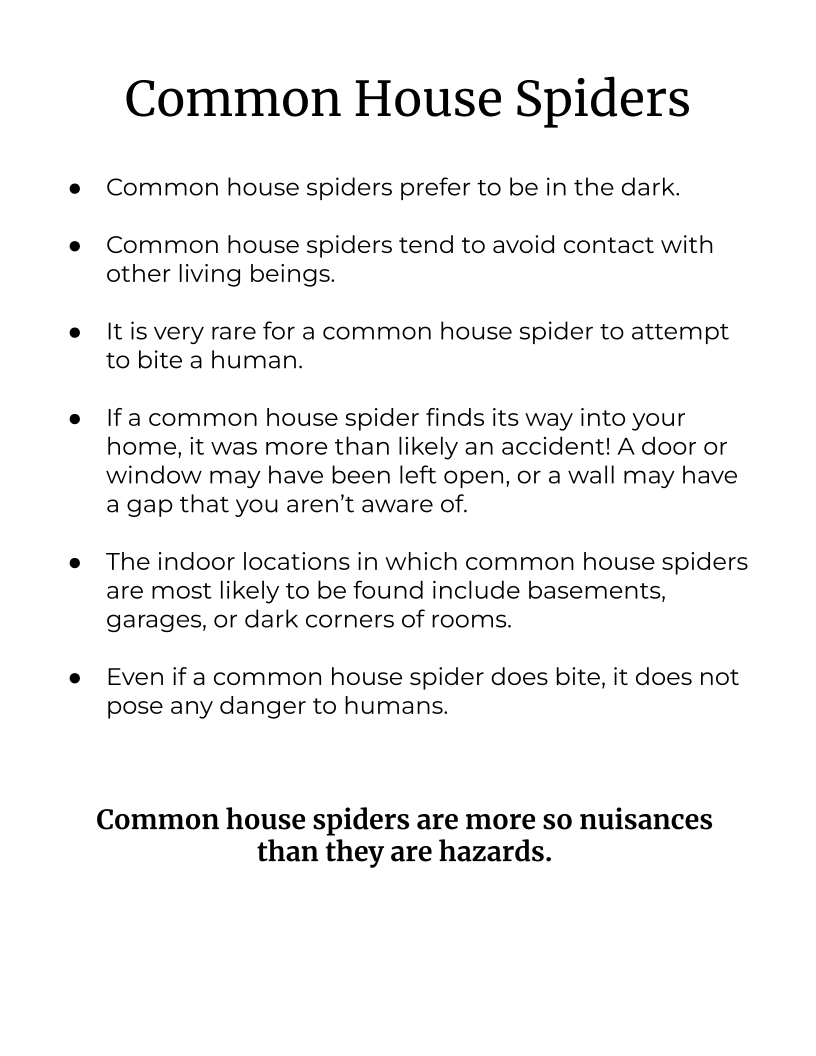 Common House Spiders
● Common house spiders prefer to be in the dark.
● Common house spiders tend to avoid contact with
other living beings.
● It is very rare for a common house spider to attempt
to bite a human.
● If a common house spider finds its way into your
home, it was more than likely an accident! A door or
window may have been left open, or a wall may have
a gap that you aren’t aware of.
● The indoor locations in which common house spiders
are most likely to be found include basements,
garages, or dark corners of rooms.
● Even if a common house spider does bite, it does not
pose any danger to humans.
Common house spiders are more so nuisances
than they are hazards.